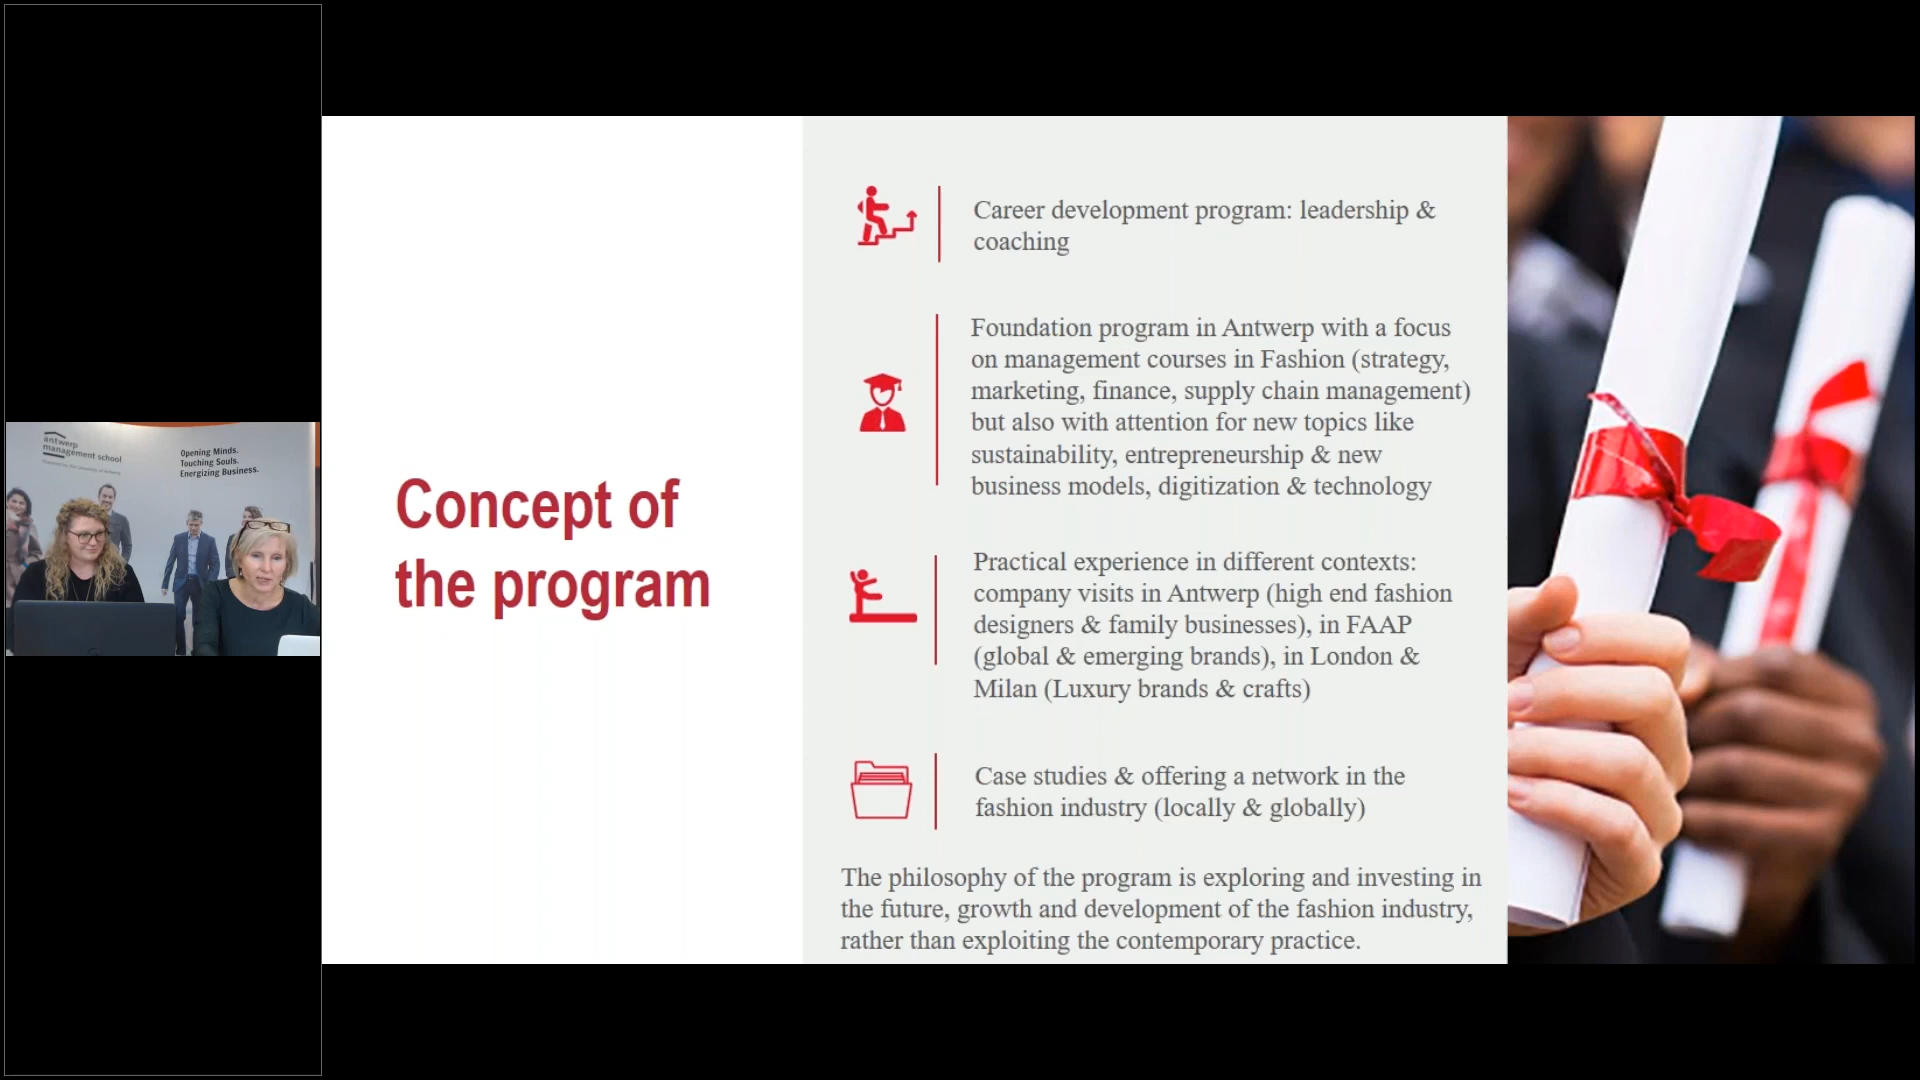 antwerp
management school
Opening Minds.
Touching Souls.
Energizing Business.
Concept of
the program
Career development program: leadership &
coaching
Foundation program in Antwerp with a focus
on management courses in Fashion (strategy,
marketing, finance, supply chain management)
but also with attention for new topics like
sustainability, entrepreneurship & new
business models, digitization & technology
Practical experience in different contexts:
company visits in Antwerp (high end fashion
designers & family businesses), in FAAP
(global & emerging brands), in London &
Milan (Luxury brands & crafts)
Case studies & offering a network in the
fashion industry (locally & globally)
The philosophy of the program is exploring and investing in
the future, growth and development of the fashion industry,
rather than exploiting the contemporary practice.